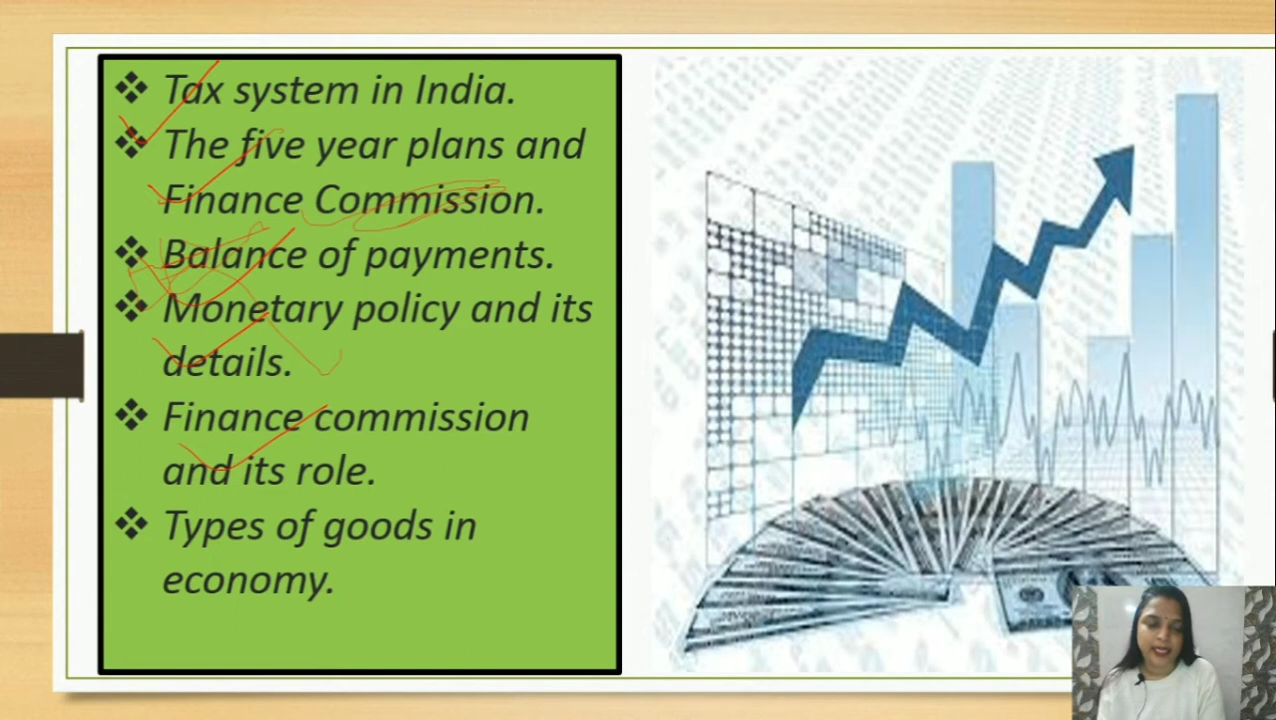 ❖ Tax system in India.
❖ The five year plans and
Finance Commission.
❖ Balance of payments.
❖ Monetary policy and its
details.
❖ Finance commission
and its role.
❖ Types of goods in
economy.